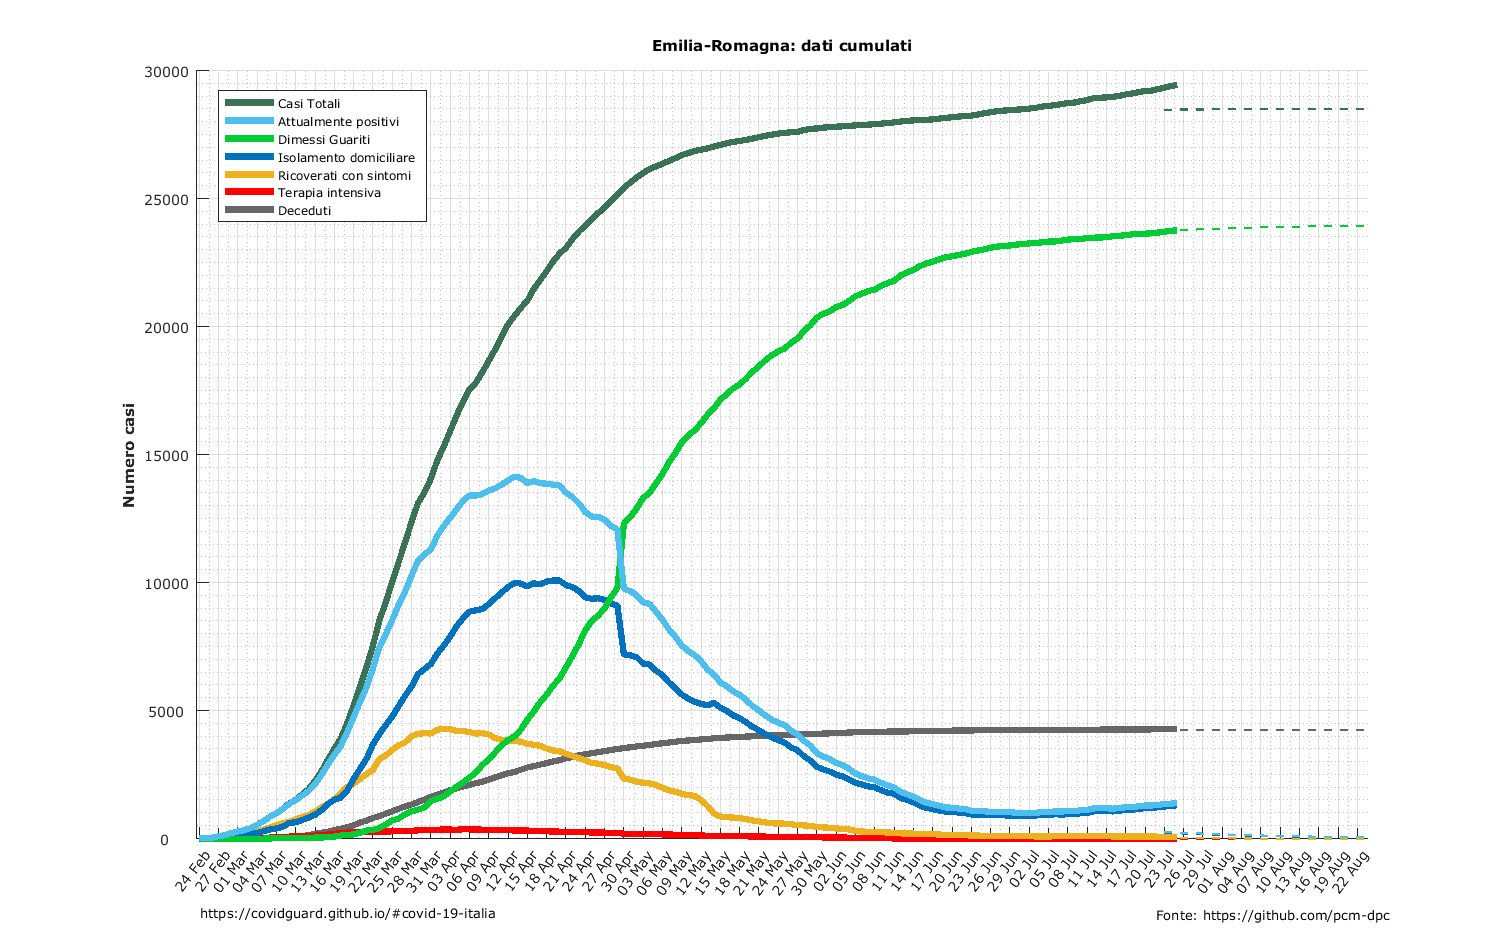 Emilia-Romagna: dati cumulati
30000
25000
20000
15000
10000
5000
0
Numero casi
Casi Totali
Attualmente positivi
Dimessi Guariti
Isolamento domiciliare
Ricoverati con sintomi
Terapia intensiva
Deceduti
24 Feb
27 Feb
01 Mar
04 Mar
07 Mar
10 Mar
13 Mar
16 Mar
19 Mar
22 Mar
25 Mar
28 Mar
31 Mar
03 Apr
06 Apr
09 Apr
12 Apr
15 Apr
18 Apr
21 Apr
24 Apr
27 Apr
30 Apr
03 May
06 May
09 May
12 May
15 May
18 May
21 May
24 May
27 May
30 May
02 Jun
05 Jun
08 Jun
11 Jun
14 Jun
17 Jun
20 Jun
23 Jun
26 Jun
29 Jun
02 Jul
05 Jul
08 Jul
11 Jul
14 Jul
17 Jul
20 Jul
23 Jul
26 Jul
29 Jul
01 Aug
04 Aug
07 Aug
10 Aug
13 Aug
16 Aug
19 Aug
22 Aug
https://covidguard.github.io/#covid-19-italia
Fonte: https://github.com/pcm-dpc